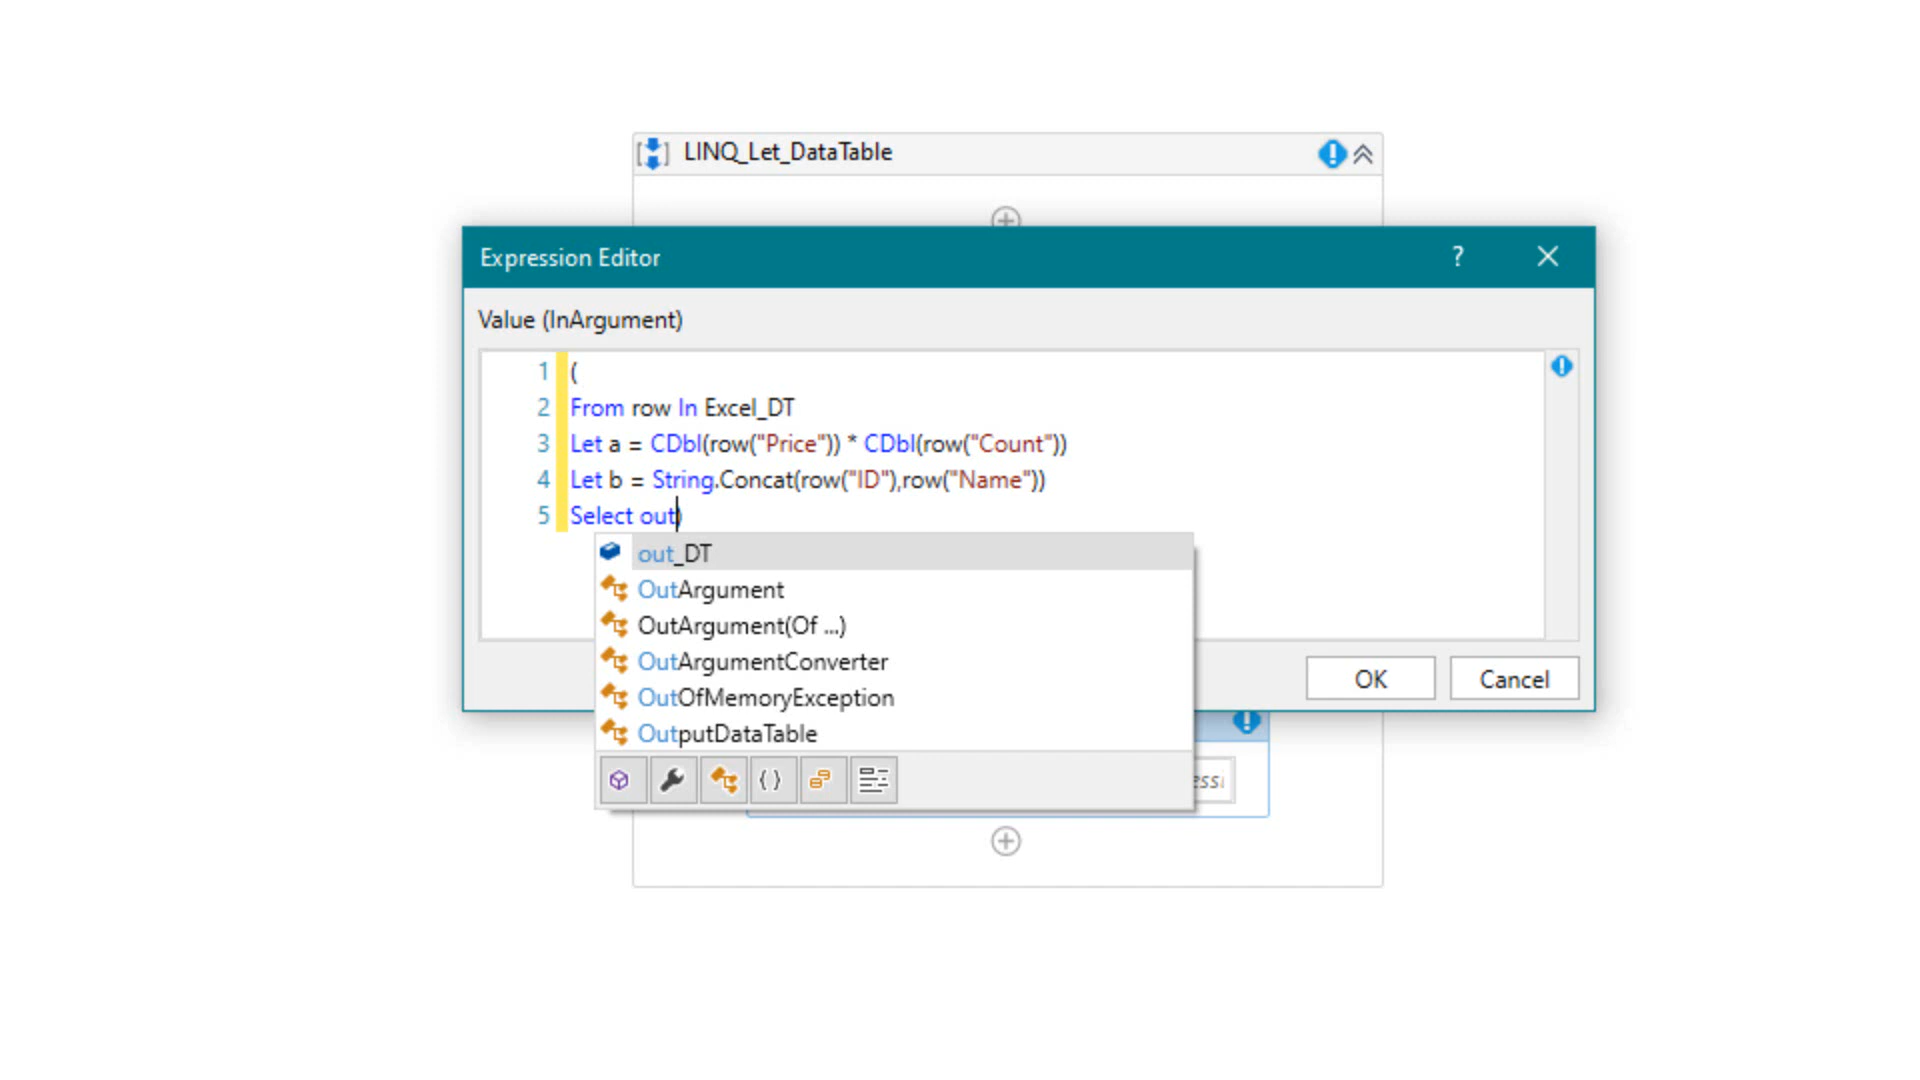 LINQ_Let_DataTable
Expression Editor
?
Value (InArgument)
1 (
2 From row In Excel_DT
3 Let a = CDbl(row("Price")) * CDbl(row("Count"))
4 Let b = String.Concat(row("ID"),row("Name"))
5 Select out)
out_DT
OutArgument
OutArgument(Of ...)
OutArgumentConverter
OutOfMemoryException
OutputDataTable
OK
Cancel